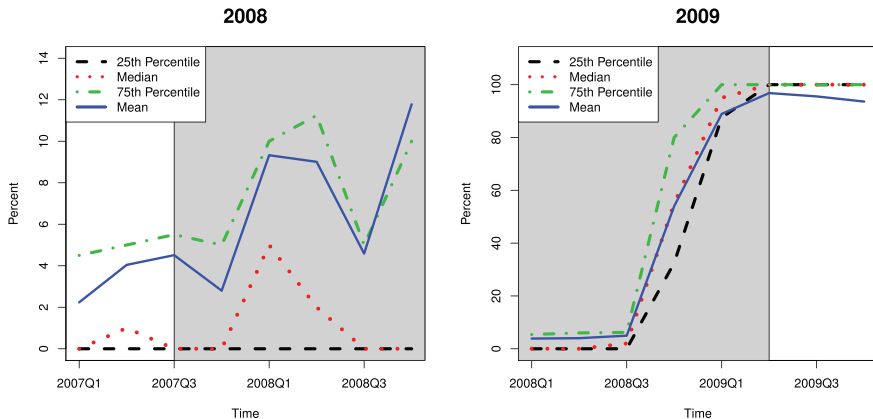 2008
25th Percentile
Median
75th Percentile
Mean
14
12
10
8
6
4
2
0
Percent
2007Q1 2007Q3 2008Q1 2008Q3
Time
2009
25th Percentile
Median
75th Percentile
Mean
100
80
60
40
20
0
Percent
2008Q1 2008Q3 2009Q1 2009Q3
Time